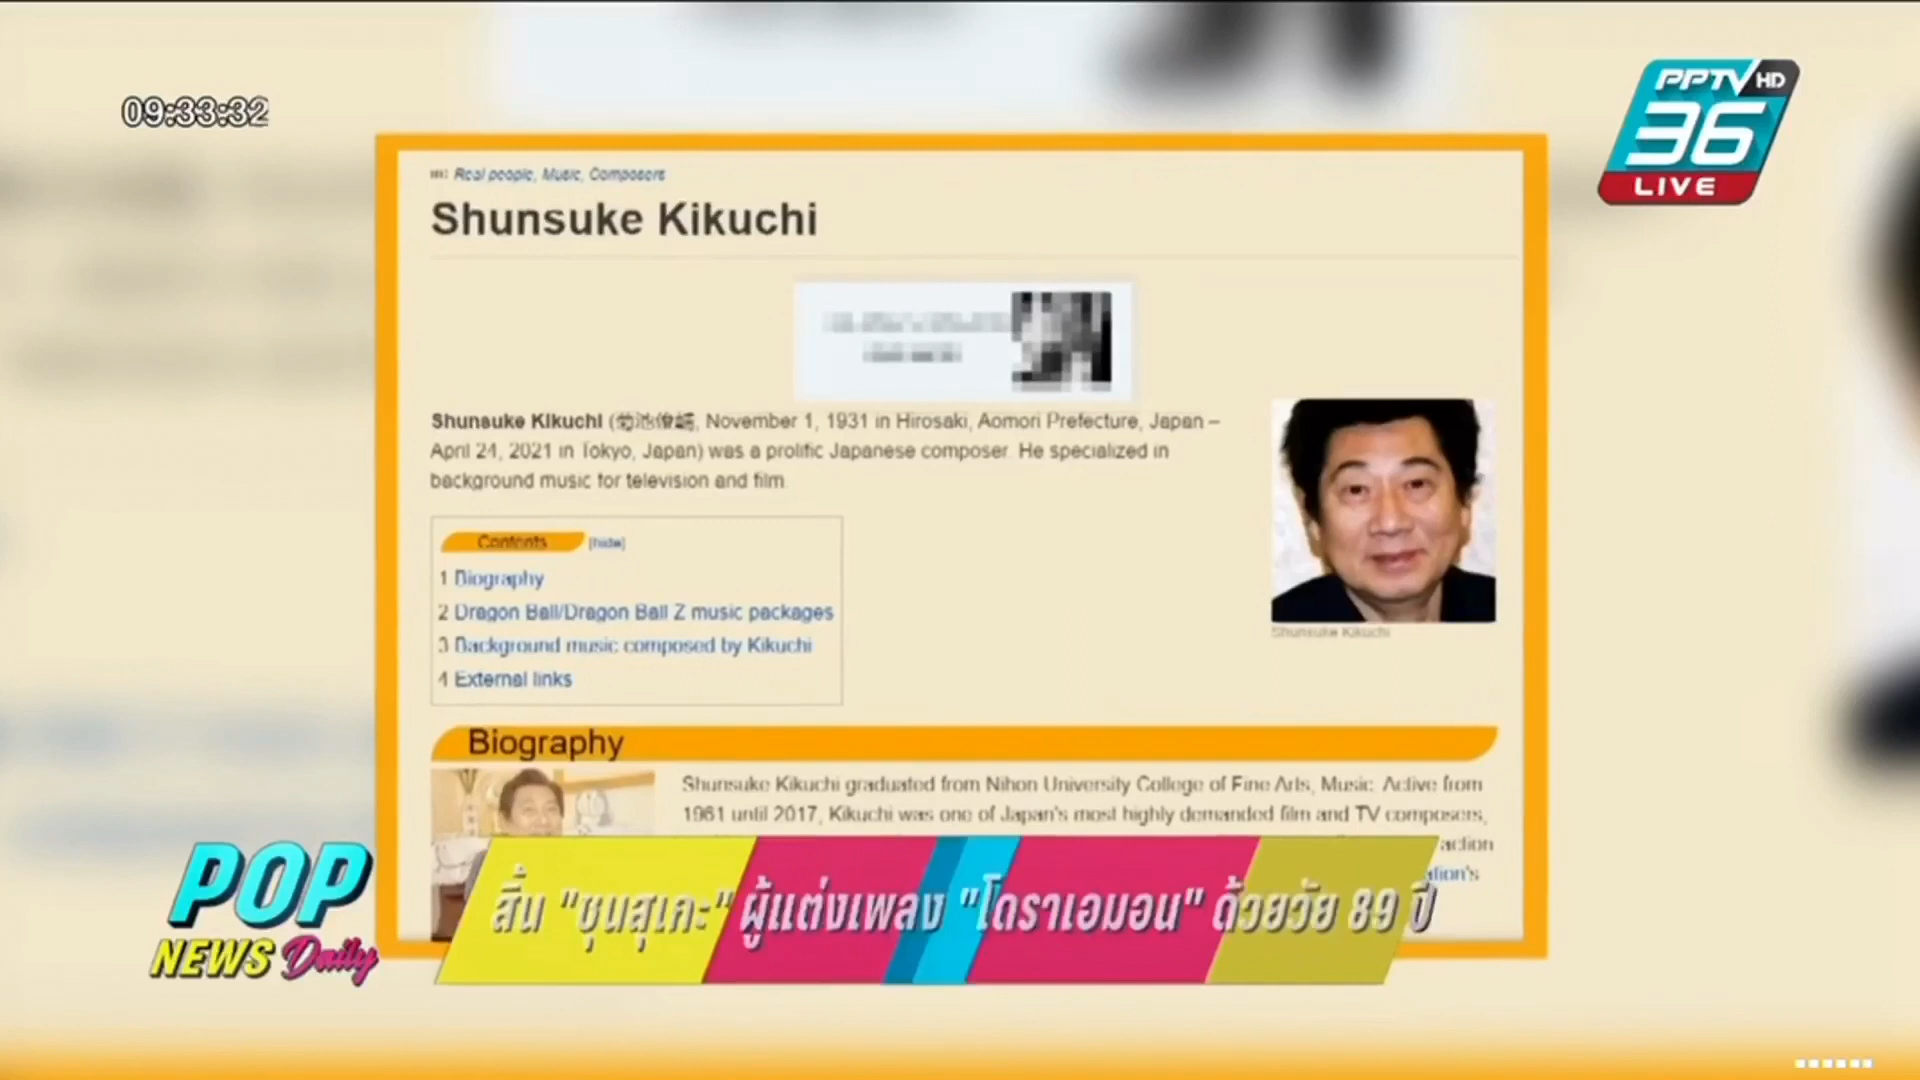 09:33:32
PPTV HD
36
LIVE
in: Real people, Music, Composers
Shunsuke Kikuchi
Shunsuke Kikuchi (菊池俊輔, November 1, 1931 in Hirosaki, Aomori Prefecture, Japan –
April 24, 2021 in Tokyo, Japan) was a prolific Japanese composer. He specialized in
background music for television and film.
Contents [hide]
1 Biography
2 Dragon Ball/Dragon Ball Z music packages
3 Background music composed by Kikuchi
4 External links
Shunsuke Kikuchi
Biography
Shunsuke Kikuchi graduated from Nihon University College of Fine Arts, Music. Active from
1961 until 2017, Kikuchi was one of Japan's most highly demanded film and TV composers,
action
POP
NEWS Daily
สิ้น "ชุนสุเคะ" ผู้แต่งเพลง "โดราเอมอน" ด้วยวัย 89 ปี